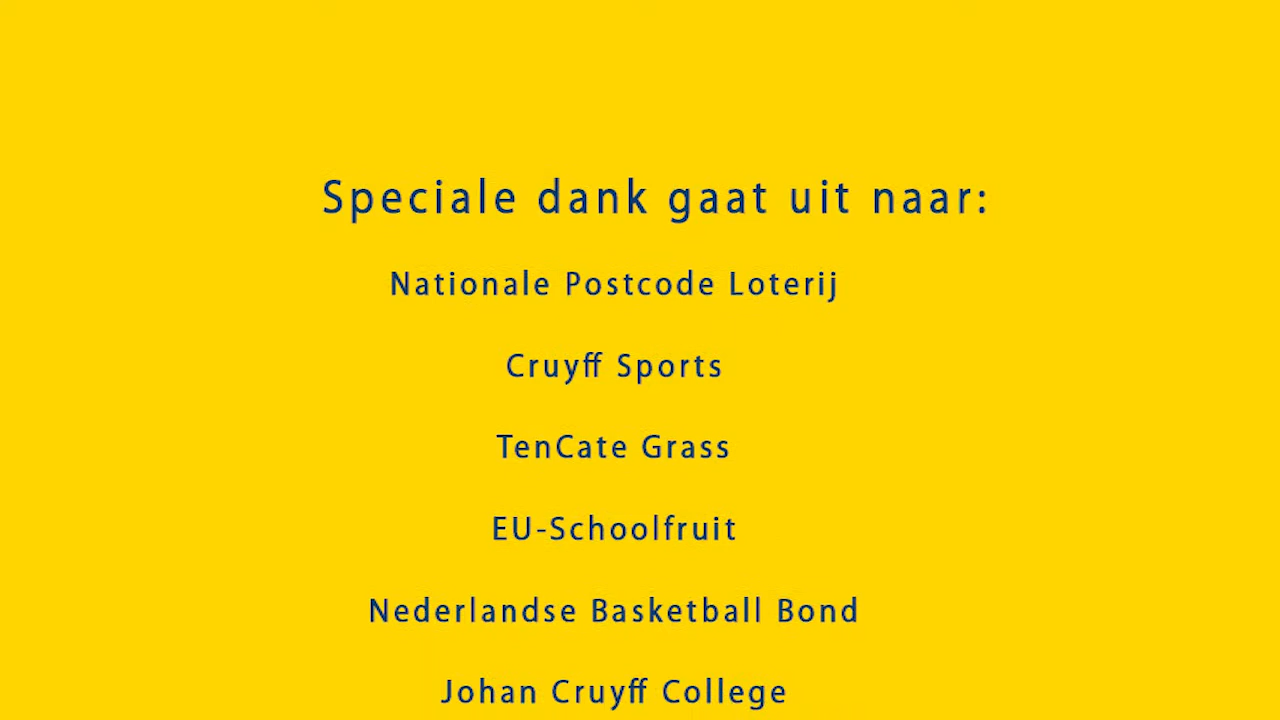 Speciale dank gaat uit naar:
Nationale Postcode Loterij
Cruyff Sports
TenCate Grass
EU-Schoolfruit
Nederlandse Basketball Bond
Johan Cruyff College